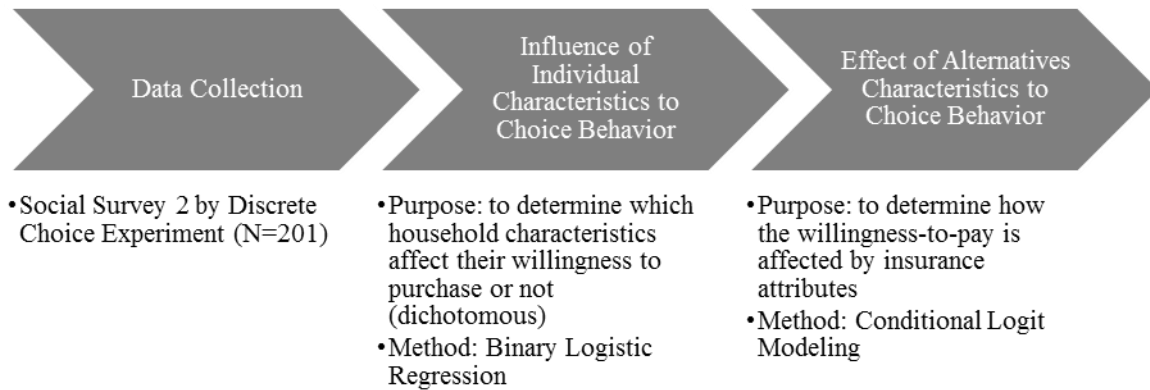 Data Collection
Influence of
Individual
Characteristics to
Choice Behavior
Effect of Alternatives
Characteristics to
Choice Behavior
•Social Survey 2 by Discrete
Choice Experiment (N=201)
•Purpose: to determine which
household characteristics
affect their willingness to
purchase or not
(dichotomous)
•Method: Binary Logistic
Regression
•Purpose: to determine how
the willingness-to-pay is
affected by insurance
attributes
•Method: Conditional Logit
Modeling